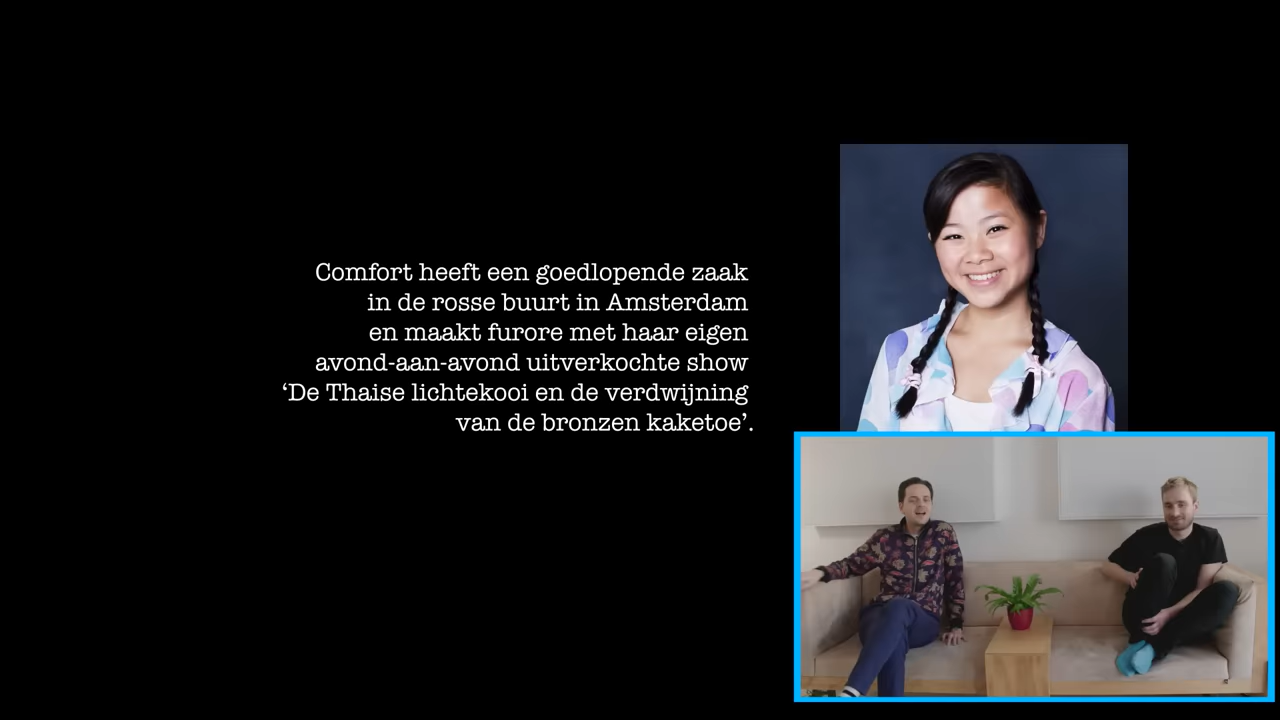 Comfort heeft een goedlopende zaak
in de rosse buurt in Amsterdam
en maakt furore met haar eigen
avond-aan-avond uitverkochte show
‘De Thaise lichtekooi en de verdwijning
van de bronzen kaketoe’.